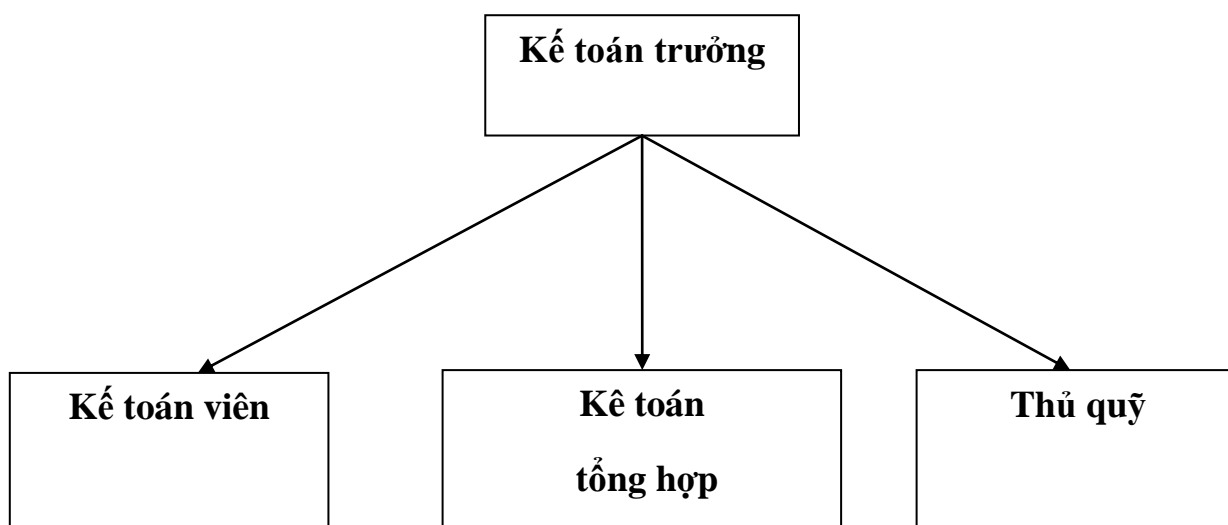 Kế toán trưởng
Kế toán viên
Kê toán
tổng hợp
Thủ quỹ